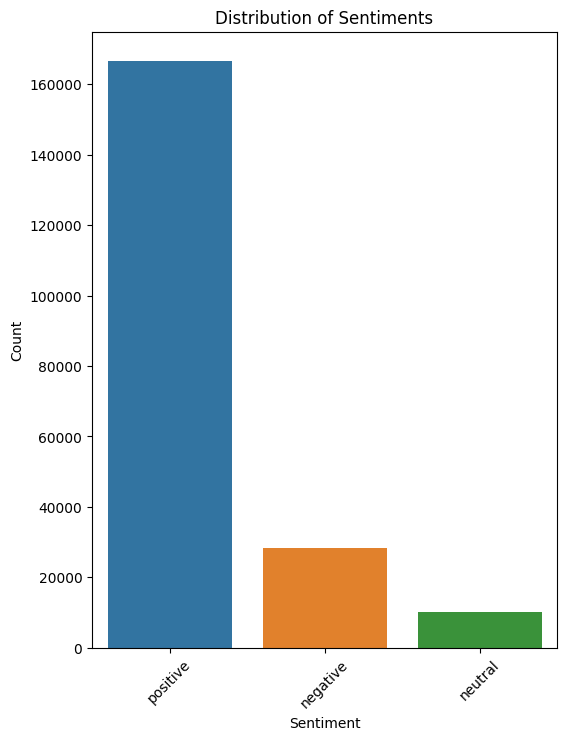 Distribution of Sentiments
160000
140000
120000
100000
80000
60000
40000
20000
0
Count
positive
negative
neutral
Sentiment